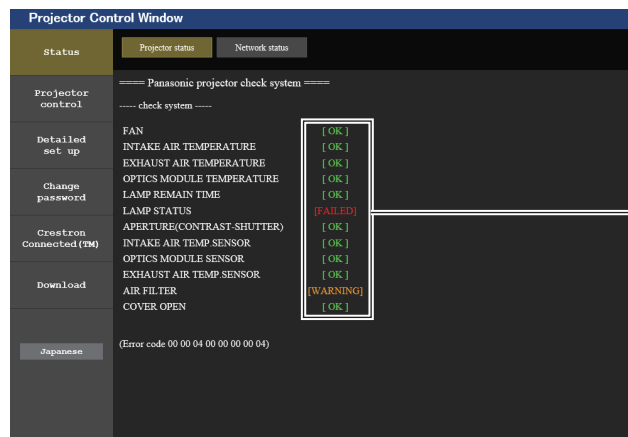 Projector Control Window
Status
Projector status
Network status
Projector
control
Detailed
set up
Change
password
Crestron
Connected(TM)
Download
Japanese
==== Panasonic projector check system ====
----- check system -----
FAN [ OK ]
INTAKE AIR TEMPERATURE [ OK ]
EXHAUST AIR TEMPERATURE [ OK ]
OPTICS MODULE TEMPERATURE [ OK ]
LAMP REMAIN TIME [ OK ]
LAMP STATUS [FAILED]
APERTURE(CONTRAST-SHUTTER) [ OK ]
INTAKE AIR TEMP.SENSOR [ OK ]
OPTICS MODULE SENSOR [ OK ]
EXHAUST AIR TEMP.SENSOR [ OK ]
AIR FILTER [WARNING]
COVER OPEN [ OK ]
(Error code 00 00 04 00 00 00 00 04)